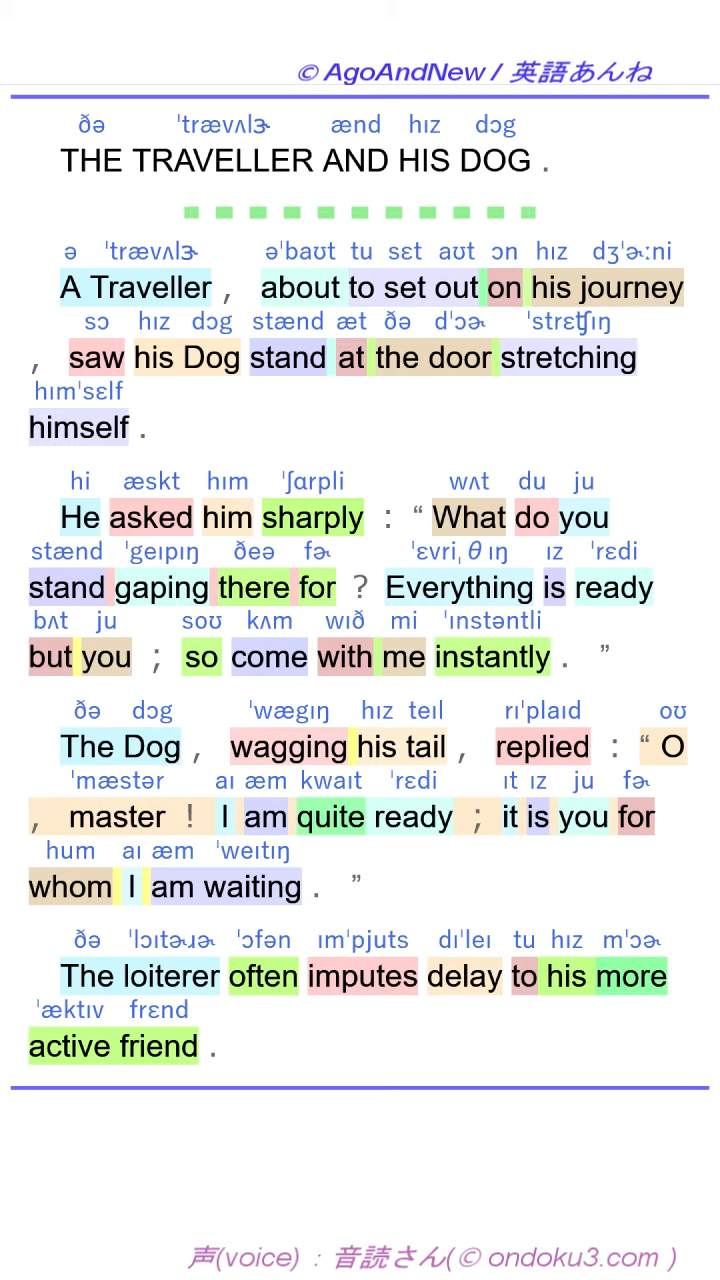 © AgoAndNew / 英語あんね
ðə ˈtrævʌlɝ ænd hɪz dɔg
THE TRAVELLER AND HIS DOG .
ə ˈtrævʌlɝ əˈbaʊt tu sɛt aʊt ɔn hɪz dʒˈɚːni
A Traveller , about to set out on his journey
sɔ hɪz dɔg stænd æt ðə dˈɔɚ ˈstrɛʧɪŋ
, saw his Dog stand at the door stretching
hɪmˈsɛlf
himself .
hi æskt hɪm ˈʃɑrpli wʌt du ju
He asked him sharply : “ What do you
stænd ˈgeɪpɪŋ ðeə fɚ ˈɛvriˌθɪŋ ɪz ˈrɛdi
stand gaping there for ? Everything is ready
bʌt ju soʊ kʌm wɪð mi ˈɪnstəntli
but you ; so come with me instantly . ”
ðə dɔg ˈwægɪŋ hɪz teɪl rɪˈplaɪd oʊ
The Dog , wagging his tail , replied : “ O
ˈmæstər aɪ æm kwaɪt ˈrɛdi ɪt ɪz ju fɚ
, master ! I am quite ready ; it is you for
hum aɪ æm ˈweɪtɪŋ
whom I am waiting . ”
ðə ˈlɔɪtɚɹɚ ˈɔfən ɪmˈpjuts dɪˈleɪ tu hɪz mˈɔɚ
The loiterer often imputes delay to his more
ˈæktɪv frɛnd
active friend .
声(voice) : 音読さん(© ondoku3.com )